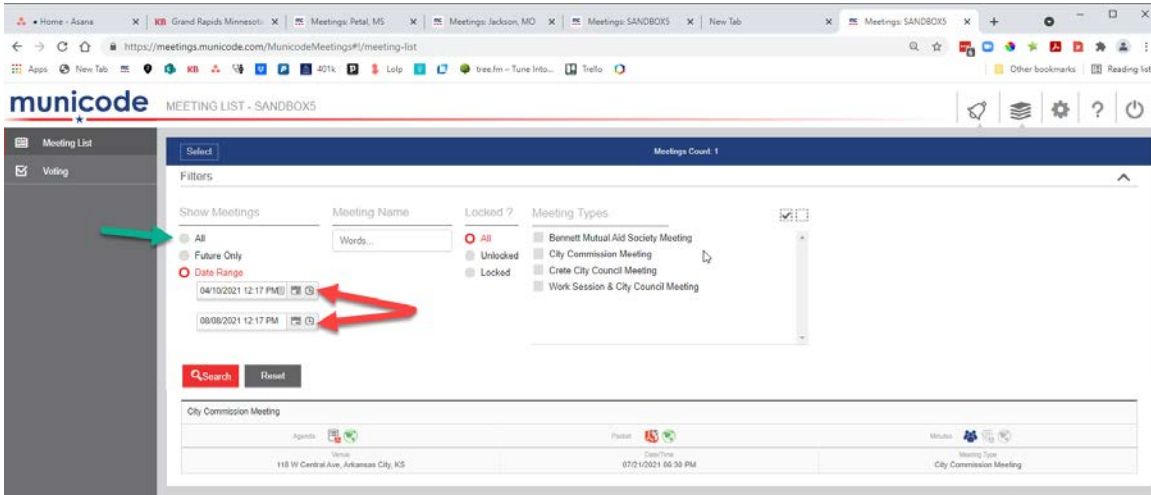 • Home - Asana
KB Grand Rapids Minnesota
Meetings: Petal, MS
Meetings: Jackson, MO
Meetings: SANDBOX5
New Tab
Meetings: SANDBOX5
https://meetings.municode.com/MunicodeMeetings#!/meeting-list
Apps New Tab KB 401k Lolp tree.fm – Tune Into... Trello Other bookmarks Reading list
municode MEETING LIST - SANDBOX5
Meeting List
Voting
Select Meetings Count: 1
Filters
Show Meetings Meeting Name Locked ? Meeting Types
All Words... All Bennett Mutual Aid Society Meeting
Future Only Unlocked City Commission Meeting
Date Range Locked Crete City Council Meeting
04/10/2021 12:17 PM Work Session & City Council Meeting
08/08/2021 12:17 PM
Search Reset
City Commission Meeting
Agenda Packet Minutes
Venue Date/Time Meeting Type
118 W Central Ave, Arkansas City, KS 07/21/2021 06:30 PM City Commission Meeting